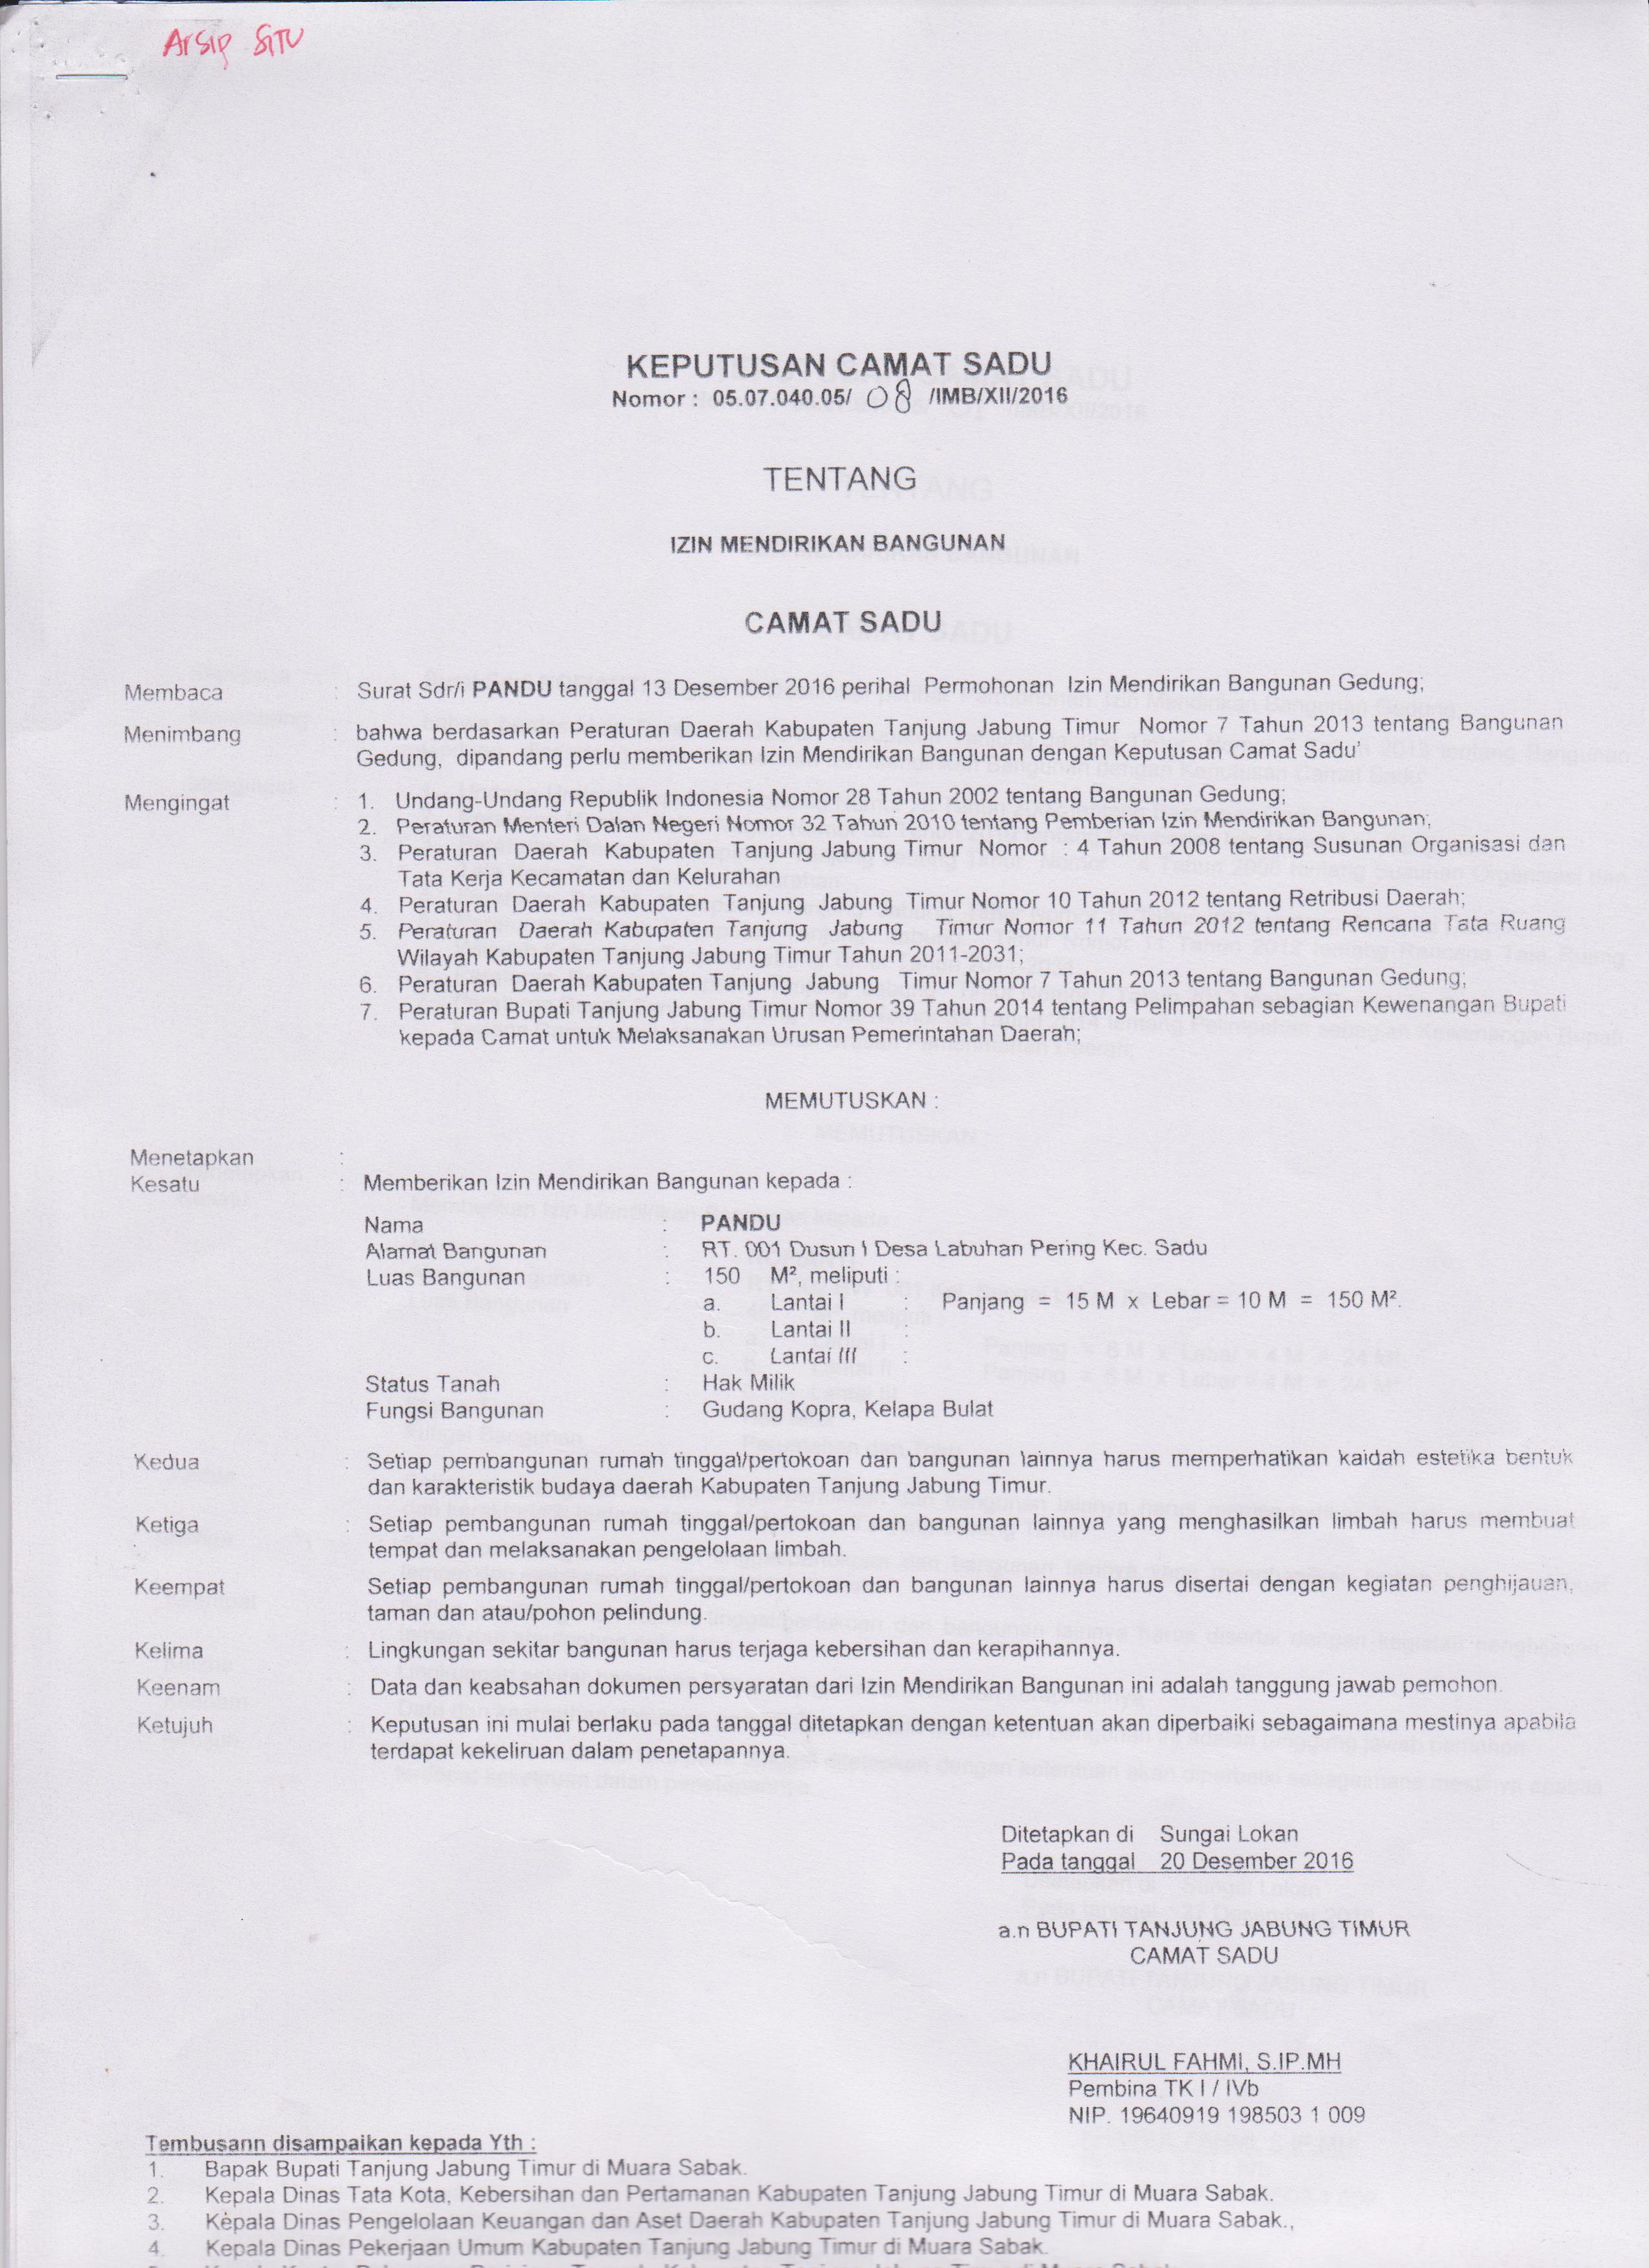 Arsip SITU
KEPUTUSAN CAMAT SADU
Nomor : 05.07.040.05/ 08 /IMB/XII/2016
TENTANG
IZIN MENDIRIKAN BANGUNAN
CAMAT SADU
Membaca : Surat Sdr/i PANDU tanggal 13 Desember 2016 perihal Permohonan Izin Mendirikan Bangunan Gedung;
Menimbang : bahwa berdasarkan Peraturan Daerah Kabupaten Tanjung Jabung Timur Nomor 7 Tahun 2013 tentang Bangunan
Gedung, dipandang perlu memberikan Izin Mendirikan Bangunan dengan Keputusan Camat Sadu'
Mengingat : 1. Undang-Undang Republik Indonesia Nomor 28 Tahun 2002 tentang Bangunan Gedung;
2. Peraturan Menteri Dalan Negeri Nomor 32 Tahun 2010 tentang Pemberian Izin Mendirikan Bangunan;
3. Peraturan Daerah Kabupaten Tanjung Jabung Timur Nomor : 4 Tahun 2008 tentang Susunan Organisasi dan
Tata Kerja Kecamatan dan Kelurahan
4. Peraturan Daerah Kabupaten Tanjung Jabung Timur Nomor 10 Tahun 2012 tentang Retribusi Daerah;
5. Peraturan Daerah Kabupaten Tanjung Jabung Timur Nomor 11 Tahun 2012 tentang Rencana Tata Ruang
Wilayah Kabupaten Tanjung Jabung Timur Tahun 2011-2031;
6. Peraturan Daerah Kabupaten Tanjung Jabung Timur Nomor 7 Tahun 2013 tentang Bangunan Gedung;
7. Peraturan Bupati Tanjung Jabung Timur Nomor 39 Tahun 2014 tentang Pelimpahan sebagian Kewenangan Bupati
kepada Camat untuk Melaksanakan Urusan Pemerintahan Daerah;
MEMUTUSKAN :
Menetapkan :
Kesatu : Memberikan Izin Mendirikan Bangunan kepada :
Nama : PANDU
Alamat Bangunan : RT. 001 Dusun I Desa Labuhan Pering Kec. Sadu
Luas Bangunan : 150 M², meliputi :
a. Lantai I : Panjang = 15 M x Lebar = 10 M = 150 M².
b. Lantai II :
c. Lantai III :
Status Tanah : Hak Milik
Fungsi Bangunan : Gudang Kopra, Kelapa Bulat
Kedua : Setiap pembangunan rumah tinggal/pertokoan dan bangunan lainnya harus memperhatikan kaidah estetika bentuk
dan karakteristik budaya daerah Kabupaten Tanjung Jabung Timur.
Ketiga : Setiap pembangunan rumah tinggal/pertokoan dan bangunan lainnya yang menghasilkan limbah harus membuat
tempat dan melaksanakan pengelolaan limbah.
Keempat Setiap pembangunan rumah tinggal/pertokoan dan bangunan lainnya harus disertai dengan kegiatan penghijauan,
taman dan atau/pohon pelindung.
Kelima : Lingkungan sekitar bangunan harus terjaga kebersihan dan kerapihannya.
Keenam : Data dan keabsahan dokumen persyaratan dari Izin Mendirikan Bangunan ini adalah tanggung jawab pemohon.
Ketujuh : Keputusan ini mulai berlaku pada tanggal ditetapkan dengan ketentuan akan diperbaiki sebagaimana mestinya apabila
terdapat kekeliruan dalam penetapannya.
Ditetapkan di Sungai Lokan
Pada tanggal 20 Desember 2016
a.n BUPATI TANJUNG JABUNG TIMUR
CAMAT SADU
KHAIRUL FAHMI, S.IP.MH
Pembina TK I / IVb
NIP. 19640919 198503 1 009
Tembusann disampaikan kepada Yth :
1. Bapak Bupati Tanjung Jabung Timur di Muara Sabak.
2. Kepala Dinas Tata Kota, Kebersihan dan Pertamanan Kabupaten Tanjung Jabung Timur di Muara Sabak.
3. Kepala Dinas Pengelolaan Keuangan dan Aset Daerah Kabupaten Tanjung Jabung Timur di Muara Sabak.,
4. Kepala Dinas Pekerjaan Umum Kabupaten Tanjung Jabung Timur di Muara Sabak.